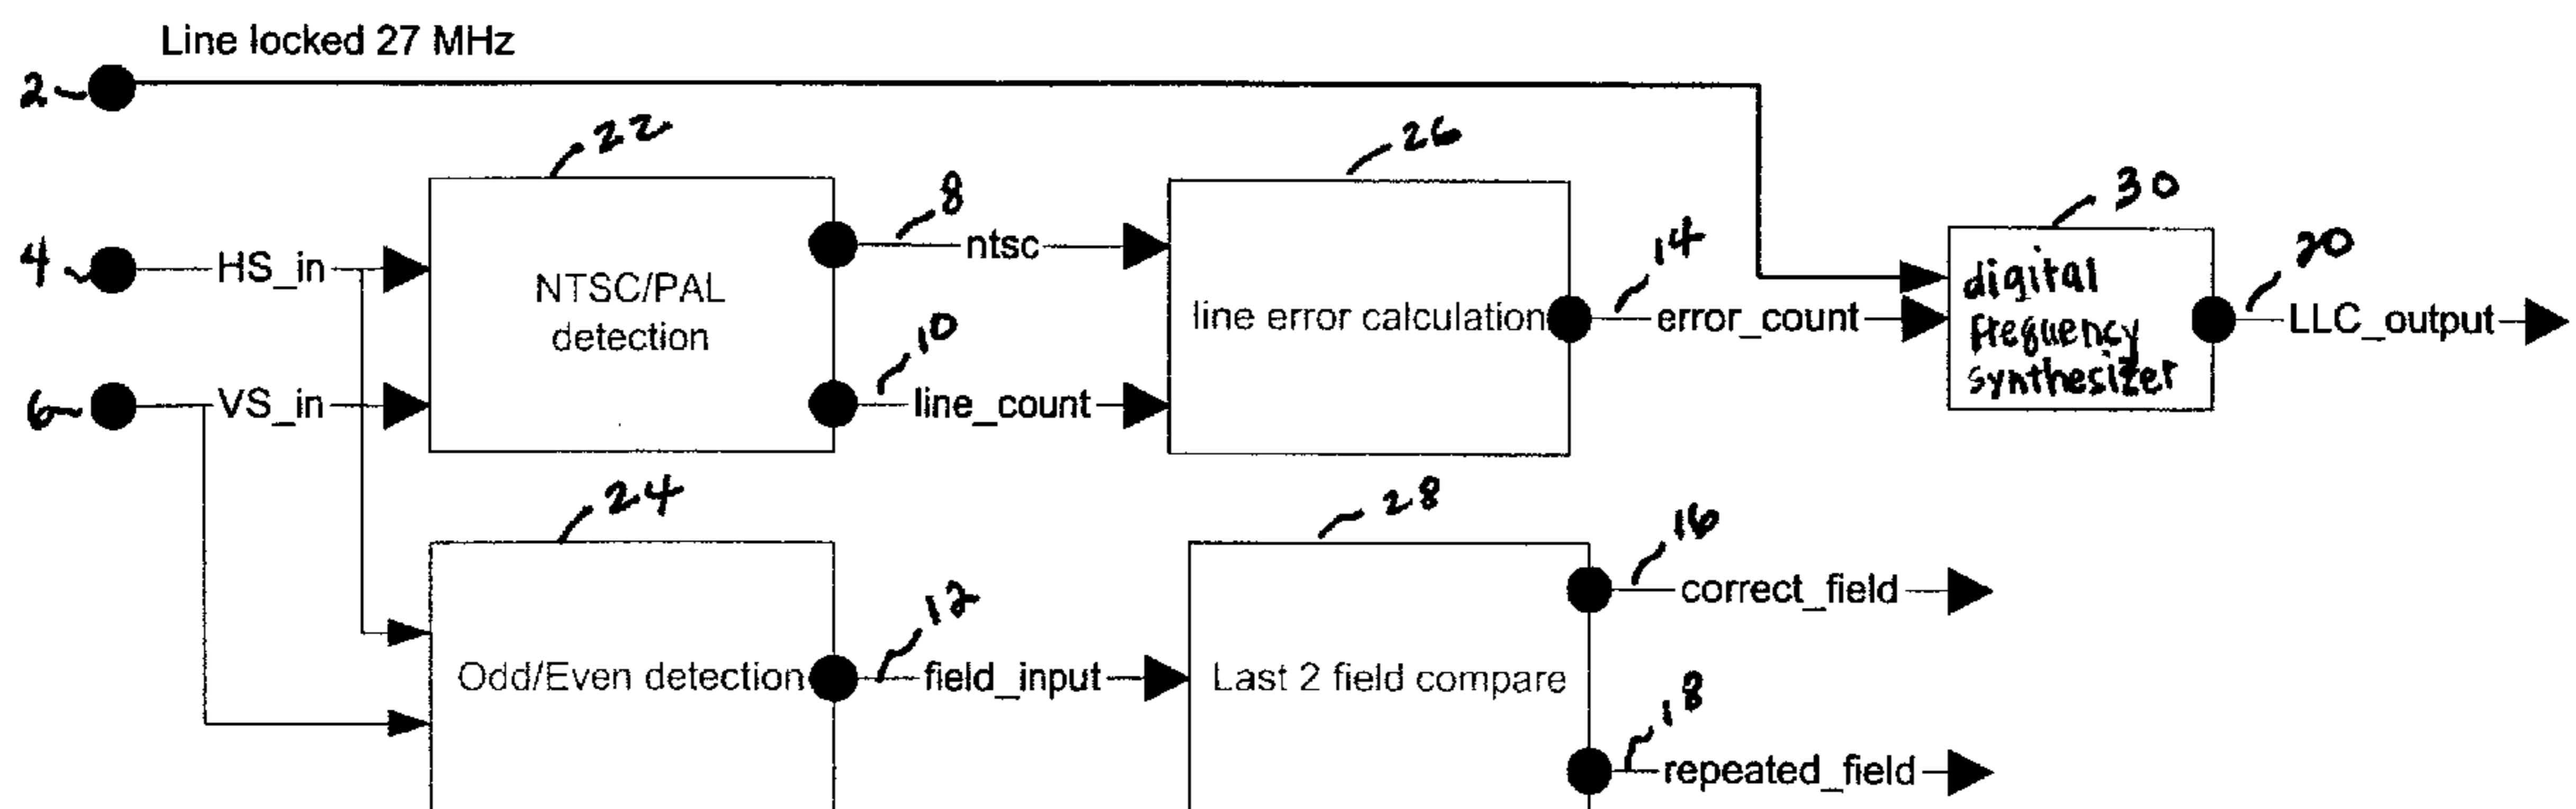 Line locked 27 MHz
2
22
26
8
30
4
HS_in
NTSC/PAL
detection
ntsc
line error calculation
14
error_count
digital
frequency
synthesizer
20
LLC_output
6
VS_in
10
line_count
24
28
16
correct_field
Odd/Even detection
12
field_input
Last 2 field compare
18
repeated_field